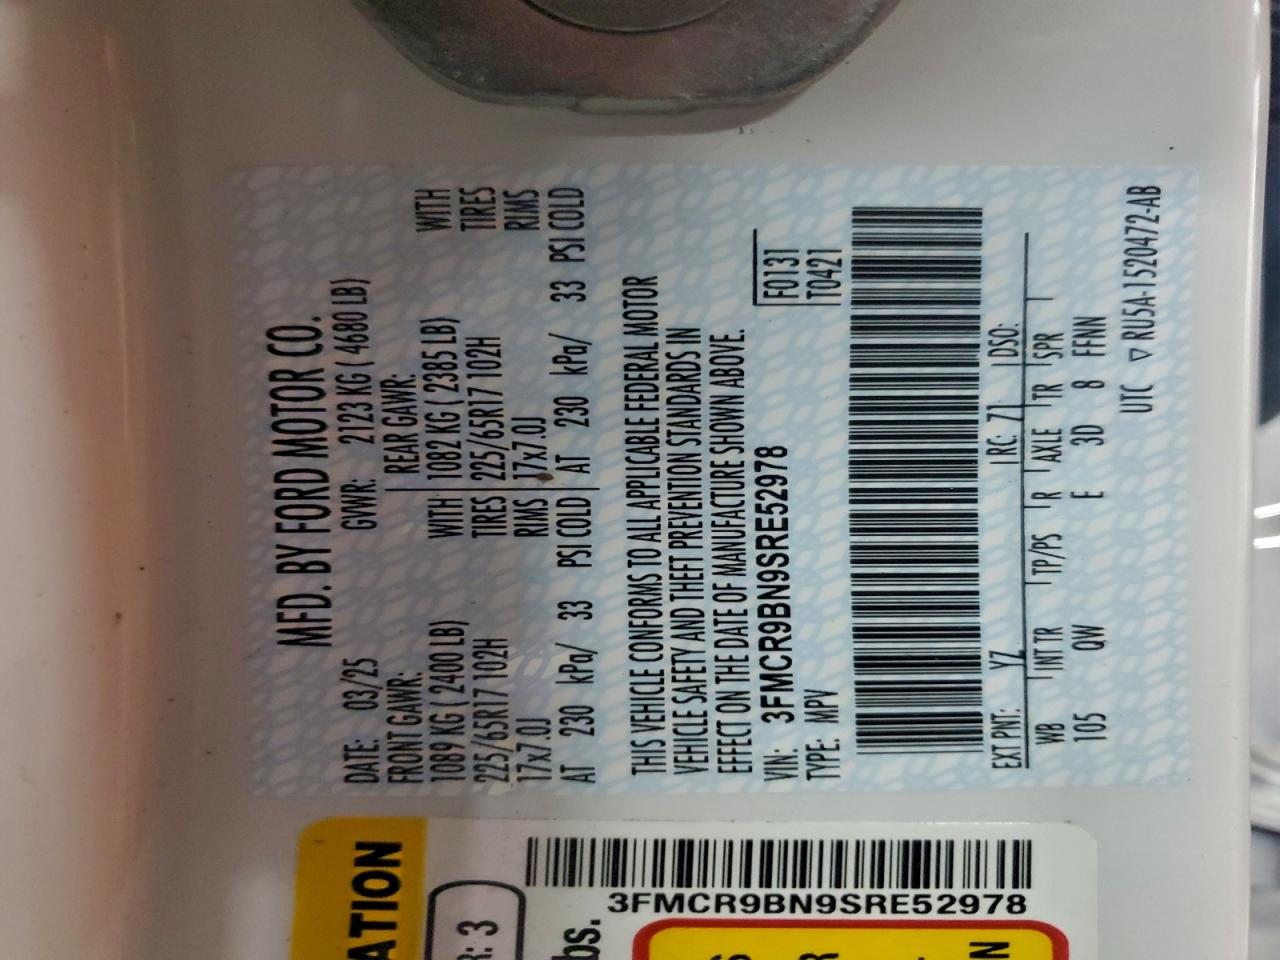 MFD. BY FORD MOTOR CO.
DATE: 03/25 GVWR: 2123 KG ( 4680 LB)
FRONT GAWR: REAR GAWR:
1089 KG ( 2400 LB) WITH 1082 KG ( 2385 LB) WITH
225/65R17 102H TIRES 225/65R17 102H TIRES
17x7.0J RIMS 17x7.0J RIMS
AT 230 kPa/ 33 PSI COLD AT 230 kPa/ 33 PSI COLD
THIS VEHICLE CONFORMS TO ALL APPLICABLE FEDERAL MOTOR
VEHICLE SAFETY AND THEFT PREVENTION STANDARDS IN
EFFECT ON THE DATE OF MANUFACTURE SHOWN ABOVE.
VIN: 3FMCR9BN9SRE52978 F0131
TYPE: MPV T0421
EXT PNT: YZ RC: 71 DSO:
WB INT TR TP/PS R AXLE TR SPR
105 QW E 3D 8 FFNN
UTC ▽ RU5A-1520472-AB
ATION
R: 3
bs.
3FMCR9BN9SRE52978